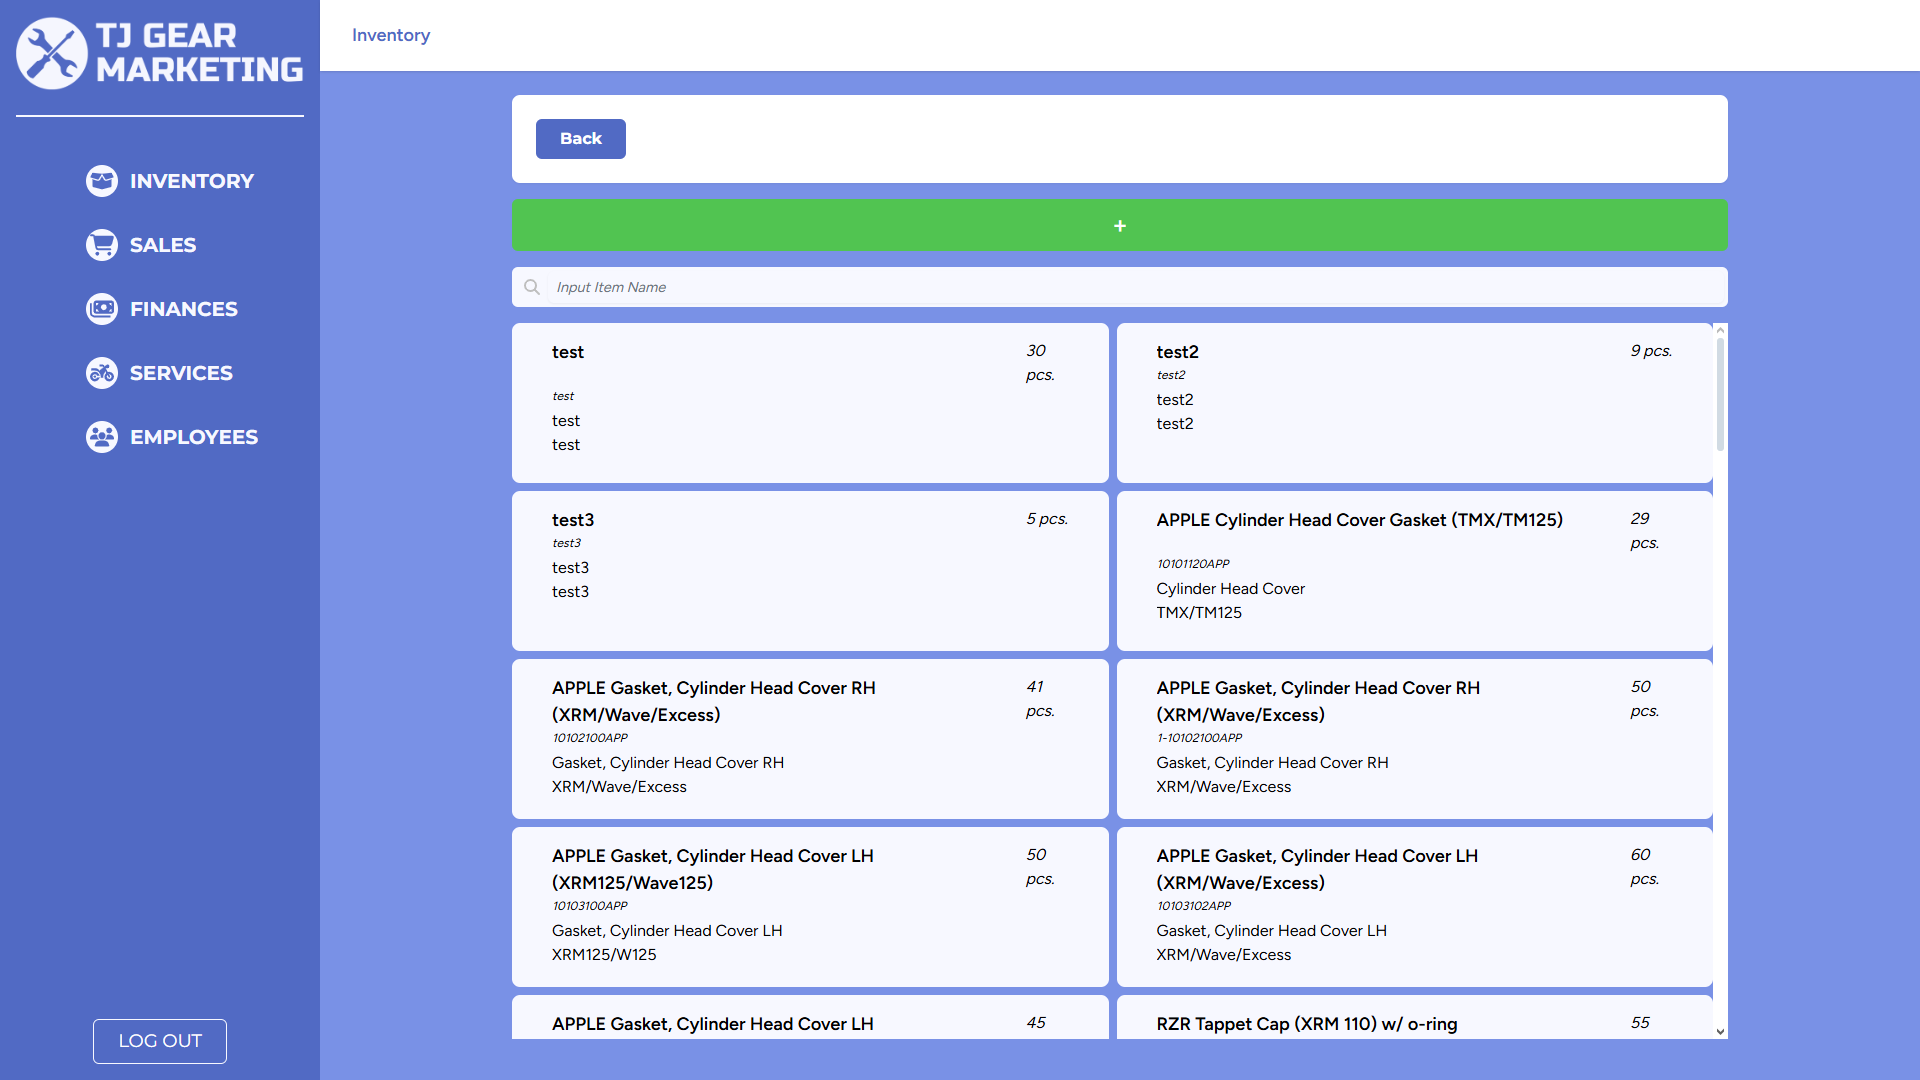 TJ GEAR
MARKETING
INVENTORY
SALES
FINANCES
SERVICES
EMPLOYEES
LOG OUT
Inventory
Back
+
Input Item Name
test
30 pcs.
test
test
test
test2
9 pcs.
test2
test2
test2
test3
5 pcs.
test3
test3
test3
APPLE Cylinder Head Cover Gasket (TMX/TM125)
29 pcs.
10101120APP
Cylinder Head Cover
TMX/TM125
APPLE Gasket, Cylinder Head Cover RH
(XRM/Wave/Excess)
41 pcs.
10102100APP
Gasket, Cylinder Head Cover RH
XRM/Wave/Excess
APPLE Gasket, Cylinder Head Cover RH
(XRM/Wave/Excess)
50 pcs.
1-10102100APP
Gasket, Cylinder Head Cover RH
XRM/Wave/Excess
APPLE Gasket, Cylinder Head Cover LH
(XRM125/Wave125)
50 pcs.
10103100APP
Gasket, Cylinder Head Cover LH
XRM125/W125
APPLE Gasket, Cylinder Head Cover LH
(XRM/Wave/Excess)
60 pcs.
10103102APP
Gasket, Cylinder Head Cover LH
XRM/Wave/Excess
APPLE Gasket, Cylinder Head Cover LH
45
RZR Tappet Cap (XRM 110) w/ o-ring
55